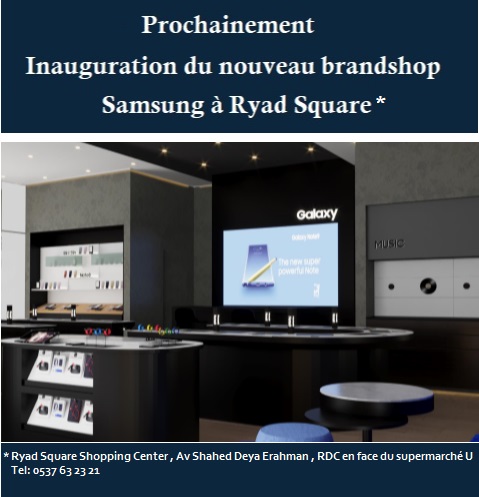 Prochainement
Inauguration du nouveau brandshop
Samsung à Ryad Square*
Galaxy
MUSIC
The new super
powerful Note
* Ryad Square Shopping Center , Av Shahed Deya Erahman , RDC en face du supermarché U
Tel: 0537 63 23 21